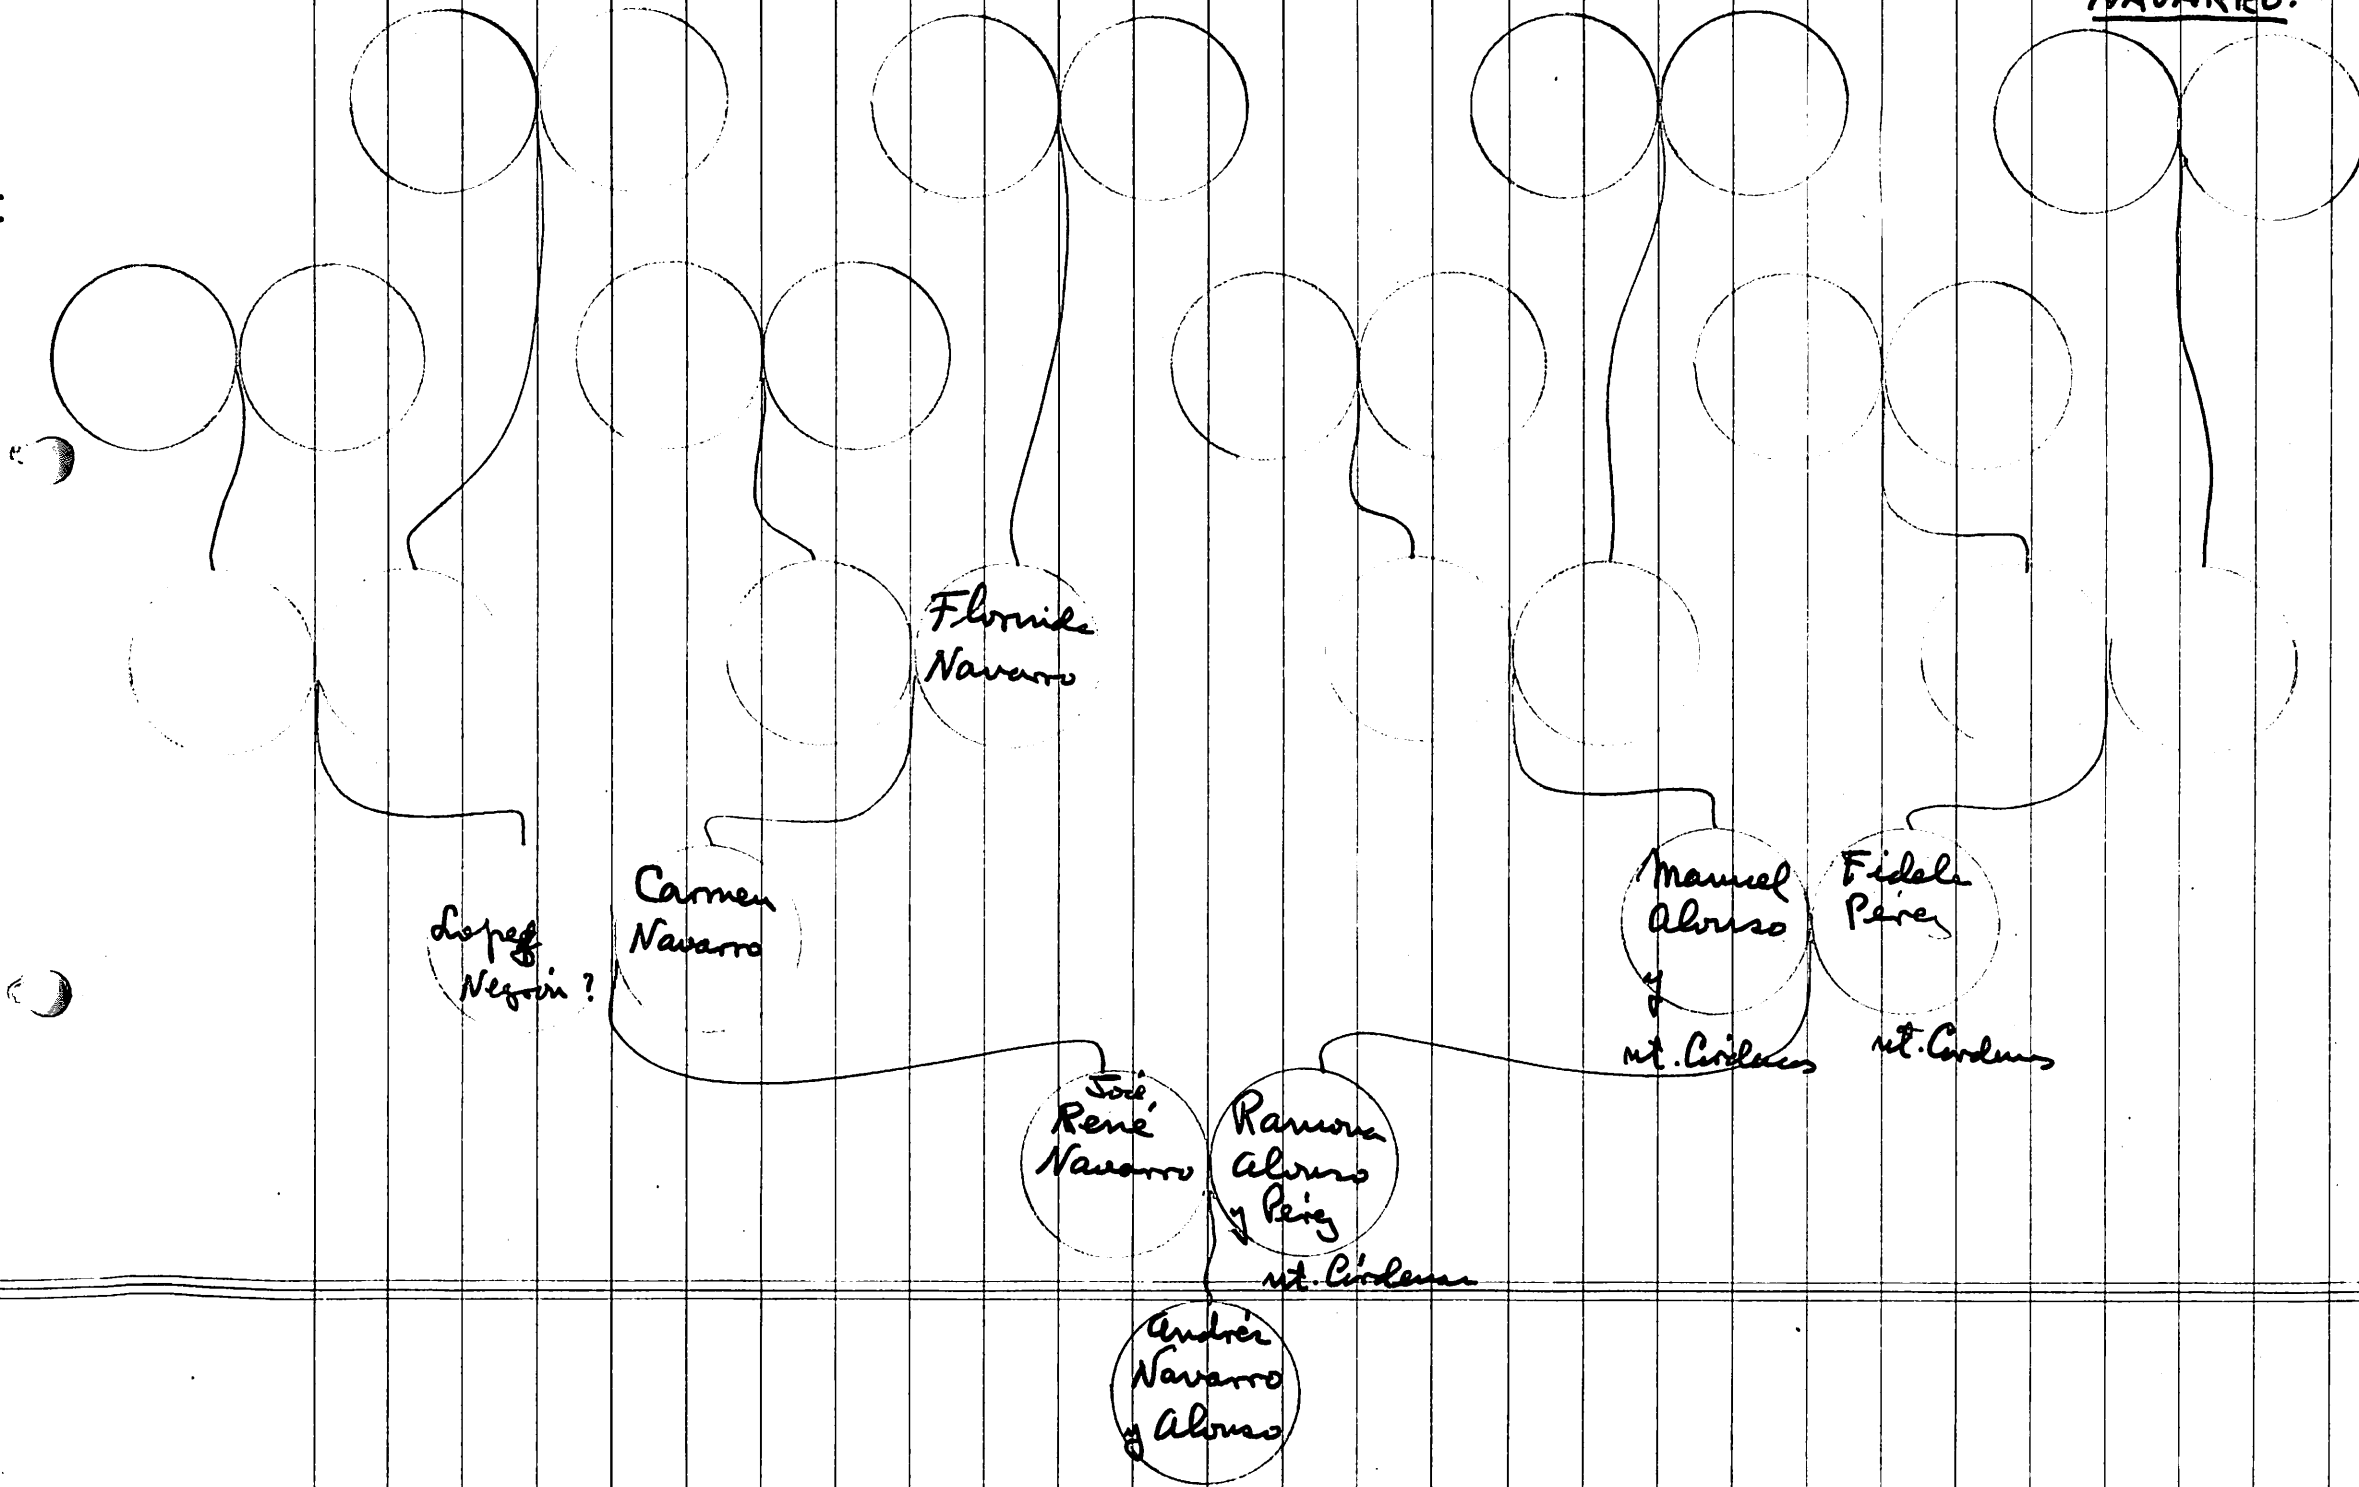 NAVARRO.
Florinda
Navarro
Carmen
Navarro
Lopez
Negrón?
Manuel
Alonso
y
nt. Cárdenas
Fidela
Pérez
nt. Cárdenas
José
René
Navarro
Ramona
Alonso
y Pérez
nt. Cárdenas
Andrés
Navarro
y Alonso